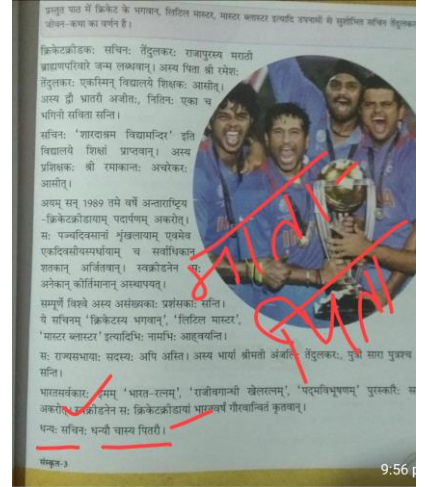 प्रस्तुत पाठ में क्रिकेट के भगवान, लिटिल मास्टर, मास्टर ब्लास्टर इत्यादि उपनामों से सुशोभित सचिन तेंदुलकर
जीवन-कथा का वर्णन है।
क्रिकेटक्रीडकः सचिनः तेंदुलकरः राजापुरस्य मराठी
ब्राह्मणपरिवारे जन्म लब्धवान्। अस्य पिता श्री रमेशः
तेंदुलकरः एकस्मिन् विद्यालये शिक्षकः आसीत्।
अस्य द्वौ भ्रातरौ अजीतः, नितिनः एका च
भगिनी सविता सन्ति।
सचिनः 'शारदाश्रम विद्यामन्दिर' इति
विद्यालये शिक्षां प्राप्तवान्। अस्य
प्रशिक्षकः श्री रमाकान्तः अचरेकरः
आसीत्।
अयम् सन् 1989 तमे वर्षे अन्ताराष्ट्रिय
-क्रिकेटक्रीडायाम् पदार्पणम् अकरोत्।
सः पञ्चदिवसानां शृंखलायाम् एवमेव
एकदिवसीयस्पर्धायाम् च सर्वाधिकान्
शतकान् अर्जितवान्। स्वक्रीडनेन सः
अनेकान् कीर्तिमानान् अस्थापयत्।
सम्पूर्णे विश्वे अस्य असंख्यकाः प्रशंसकाः सन्ति।
ये सचिनम् 'क्रिकेटस्य भगवान्', 'लिटिल मास्टर',
'मास्टर ब्लास्टर' इत्यादिभिः नामभिः आहवयन्ति।
सः राज्यसभायाः सदस्यः अपि अस्ति। अस्य भार्या श्रीमती अंजलिः तेंदुलकरः, पुत्री सारा पुत्रश्च
सन्ति।
भारतसर्वकारः इमम् 'भारत-रत्नम्', 'राजीवगान्धी खेलरत्नम्', 'पद्मविभूषणम्' पुरस्कारैः स
अकरोत्। स्वक्रीडनेन सः क्रिकेटक्रीडायां भारतवर्षं गौरवान्वितं कृतवान्।
धन्यः सचिनः धन्यौ चास्य पितरौ।
माता-
पिता
संस्कृत-3
9:56